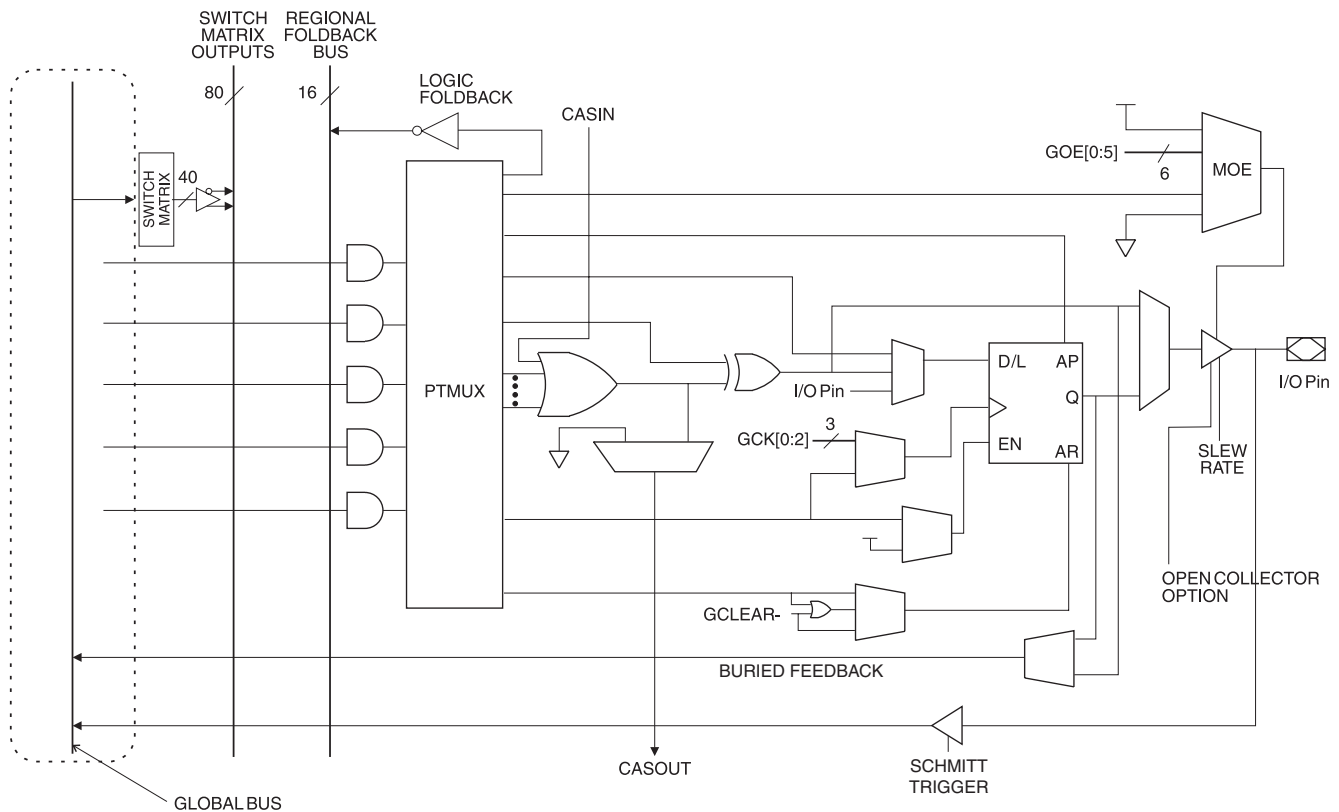 SWITCH
MATRIX
OUTPUTS
REGIONAL
FOLDBACK
BUS
80
16
LOGIC
FOLDBACK
CASIN
GOE[0:5]
6
MOE
SWITCH
MATRIX
40
PTMUX
D/L
AP
Q
EN
AR
I/O Pin
I/O Pin
GCK[0:2]
3
SLEW
RATE
OPEN COLLECTOR
OPTION
GCLEAR-
BURIED FEEDBACK
CASOUT
SCHMITT
TRIGGER
GLOBAL BUS